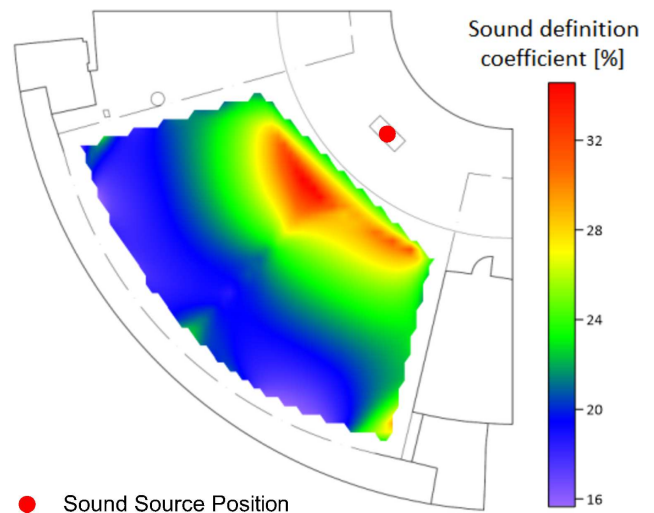 Sound definition
coefficient [%]
32
28
24
20
16
Sound Source Position